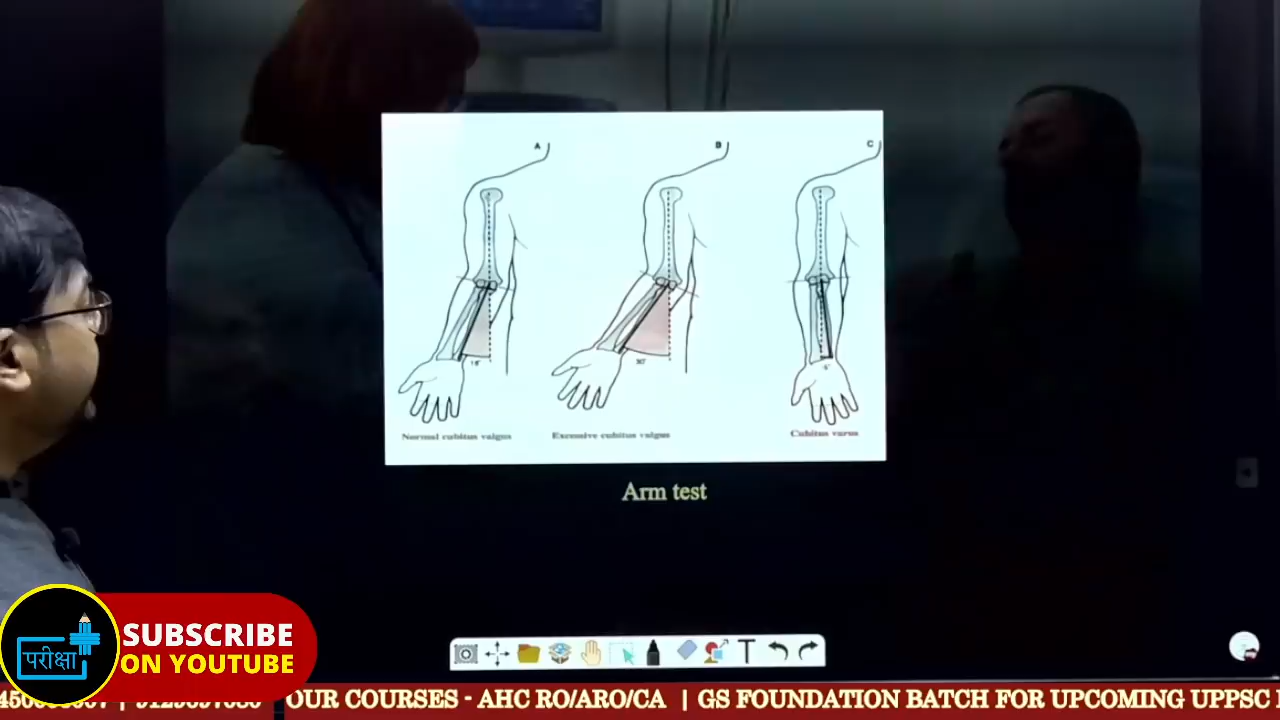 A B C
Normal cubitus valgus Excessive cubitus valgus Cubitus varus
Arm test
T
परीक्षा
SUBSCRIBE
ON YOUTUBE
OUR COURSES - AHC RO/ARO/CA | GS FOUNDATION BATCH FOR UPCOMING UPPSC